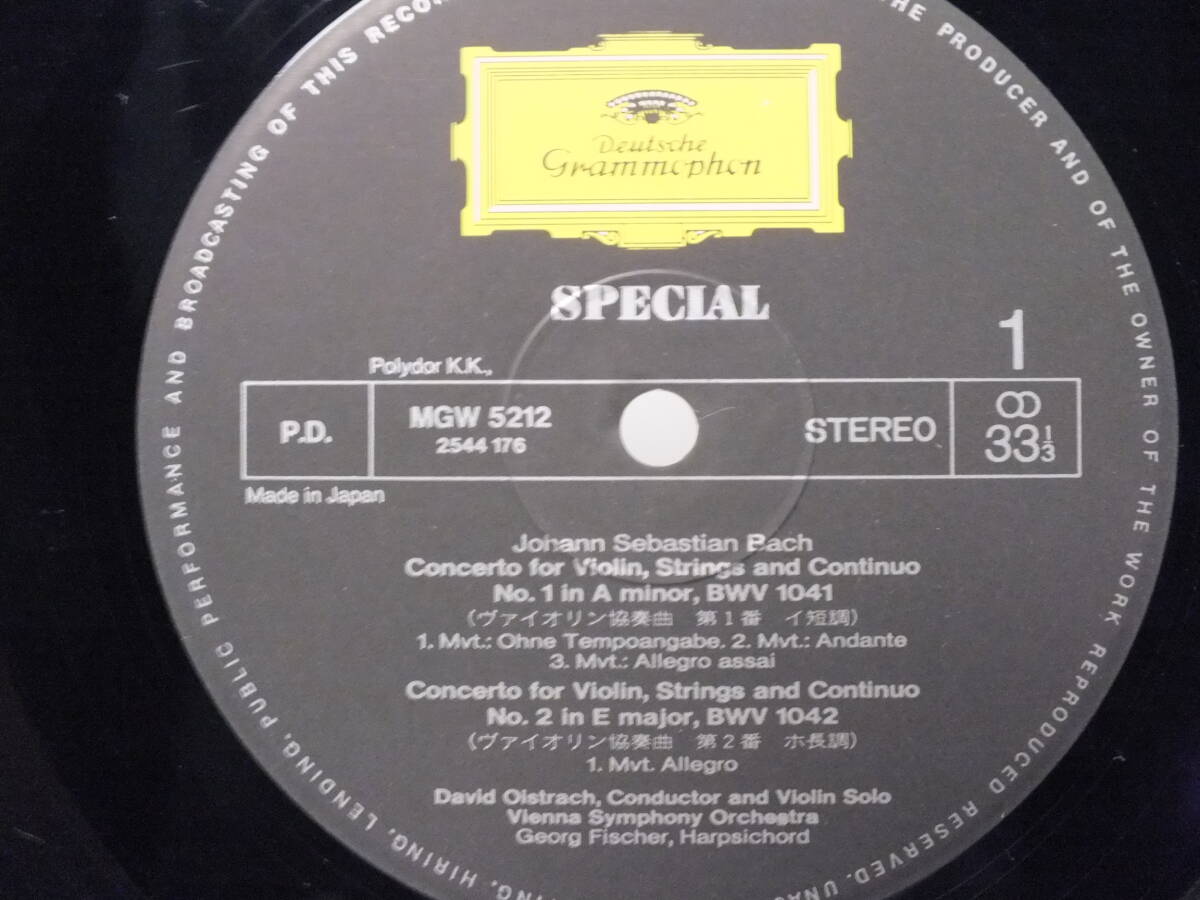 Deutsche
Grammophon
SPECIAL
1
Polydor K.K.,
P.D.
MGW 5212
2544 176
STEREO
33 1/3
Made in Japan
Johann Sebastian Bach
Concerto for Violin, Strings and Continuo
No. 1 in A minor, BWV 1041
(ヴァイオリン協奏曲 第1番 イ短調)
1. Mvt.: Ohne Tempoangabe. 2. Mvt.: Andante
3. Mvt.: Allegro assai
Concerto for Violin, Strings and Continuo
No. 2 in E major, BWV 1042
(ヴァイオリン協奏曲 第2番 ホ長調)
1. Mvt. Allegro
David Oistrach, Conductor and Violin Solo
Vienna Symphony Orchestra
Georg Fischer, Harpsichord
THE PRODUCER AND OF THE OWNER OF THE WORK REPRODUCED RESERVED.
HIRING, LENDING, PUBLIC PERFORMANCE AND BROADCASTING OF THIS RECORD